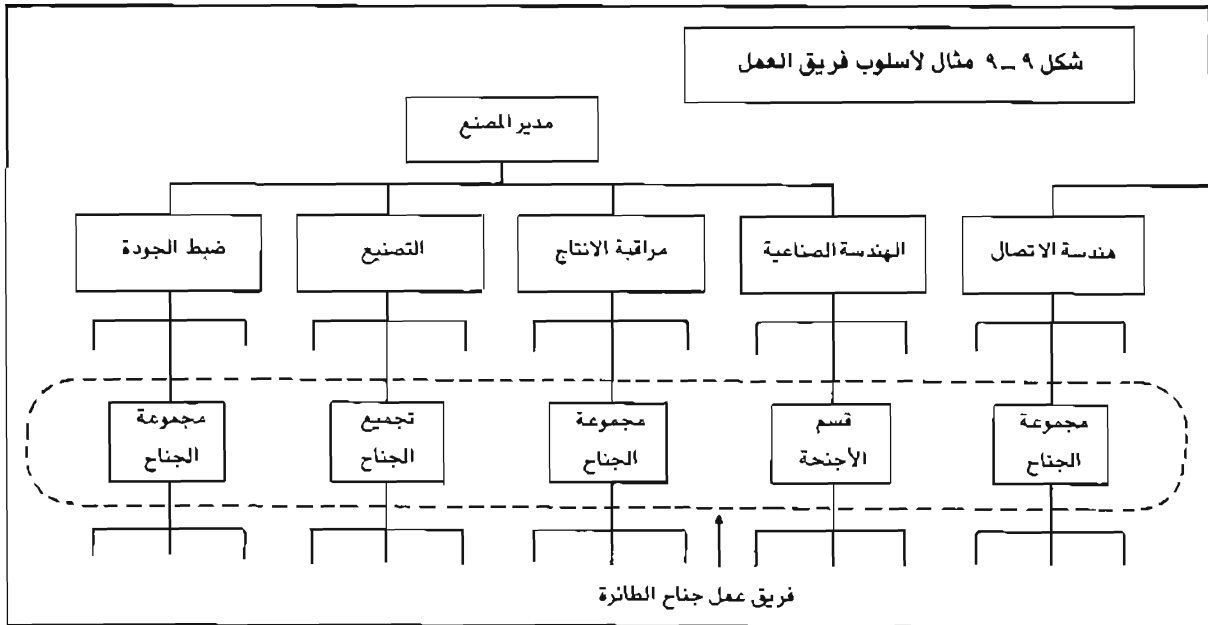 شكل ٩ – ٩ مثال لأسلوب فريق العمل
مدير المصنع
هندسة الاتصال
الهندسة الصناعية
مراقبة الانتاج
التصنيع
ضبط الجودة
مجموعة
الجناح
قسم
الأجنحة
مجموعة
الجناح
تجميع
الجناح
مجموعة
الجناح
فريق عمل جناح الطائرة